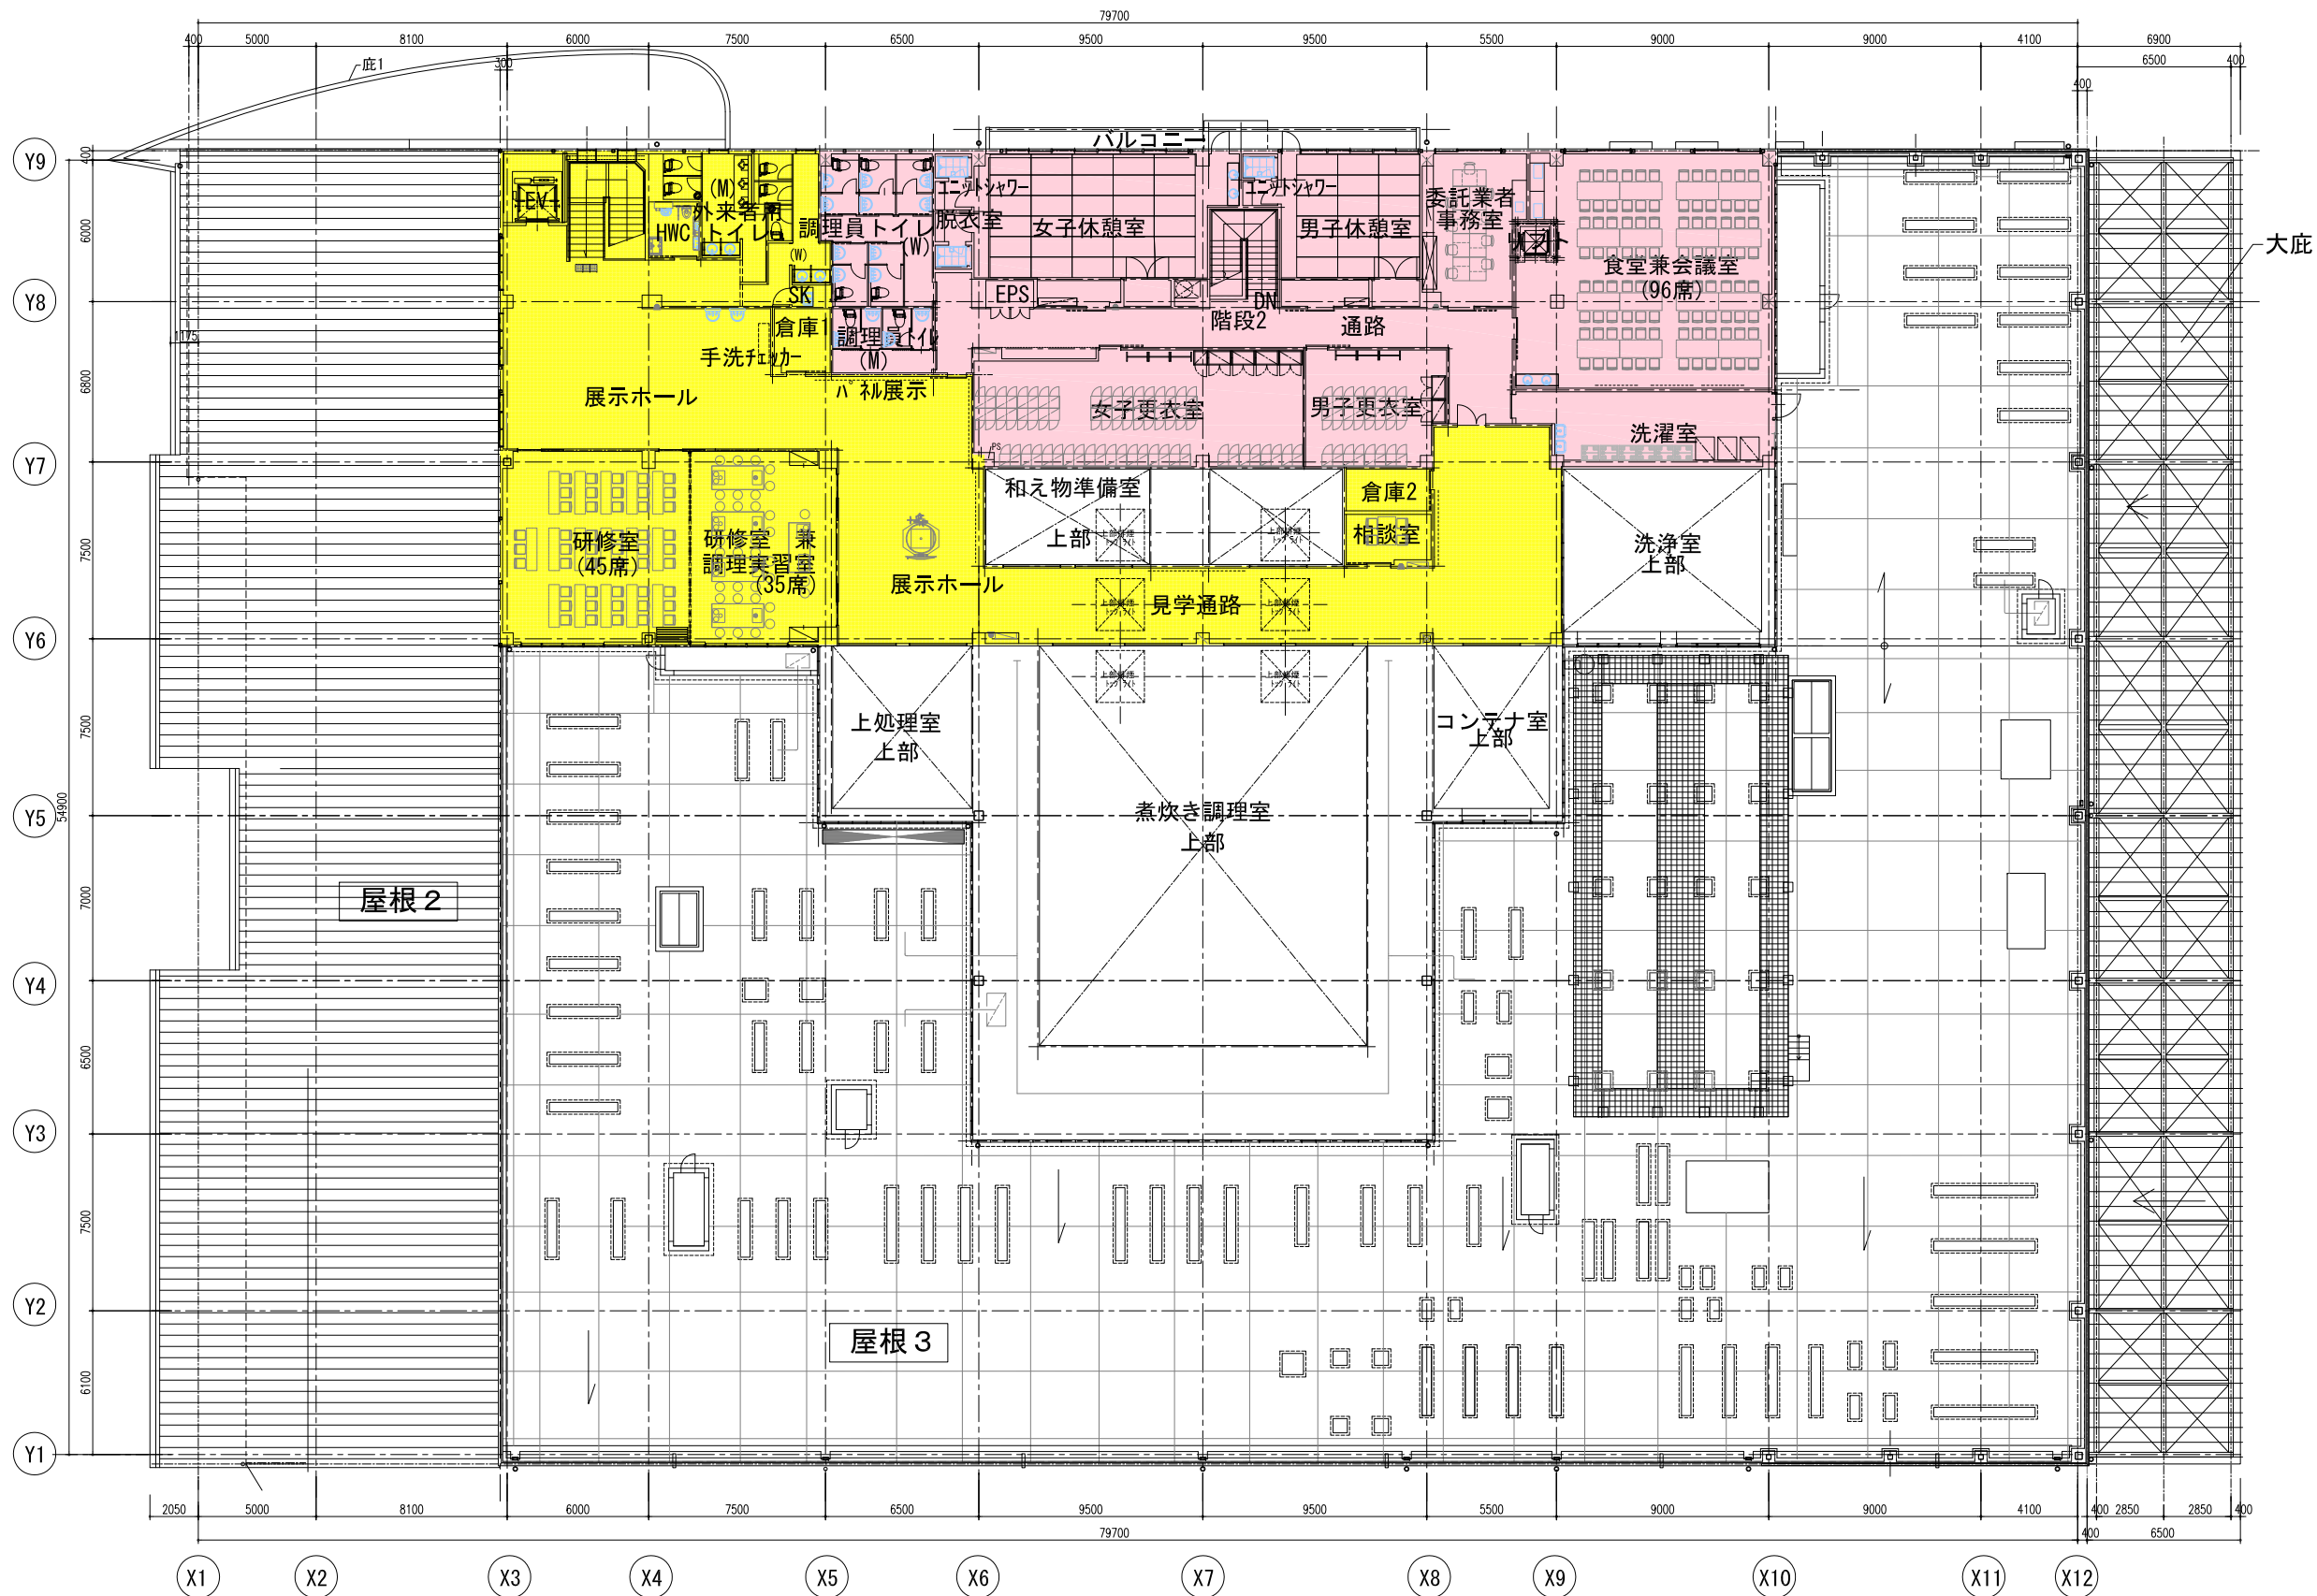 79700
400 5000 8100 6000 7500 6500 9500 9500 5500 9000 9000 4100 6900
300
6500 400
400
庇1
バルコニー
Y9
400
EV
(M)
外来者用
トイレ
HWC
(W)
SK
調理員トイレ
(W)
ユニットシャワー
脱衣室
女子休憩室
ユニットシャワー
男子休憩室
委託業者
事務室
リフト
食堂兼会議室
(96席)
大庇
6000
Y8
EPS
DN
階段2
通路
倉庫1
調理員トイレ
(M)
手洗チェッカー
パネル展示
展示ホール
1175
6800
女子更衣室
男子更衣室
洗濯室
PS
Y7
和え物準備室
上部
倉庫2
相談室
研修室
(45席)
研修室 兼
調理実習室
(35席)
洗浄室
上部
展示ホール
見学通路
7500
Y6
上処理室
上部
コンテナ室
上部
煮炊き調理室
上部
7500
Y5
54900
屋根2
7000
Y4
6500
Y3
7500
Y2
屋根3
6100
Y1
2050 5000 8100 6000 7500 6500 9500 9500 5500 9000 9000 4100 400 2850 2850 400
79700
400 6500
X1 X2 X3 X4 X5 X6 X7 X8 X9 X10 X11 X12